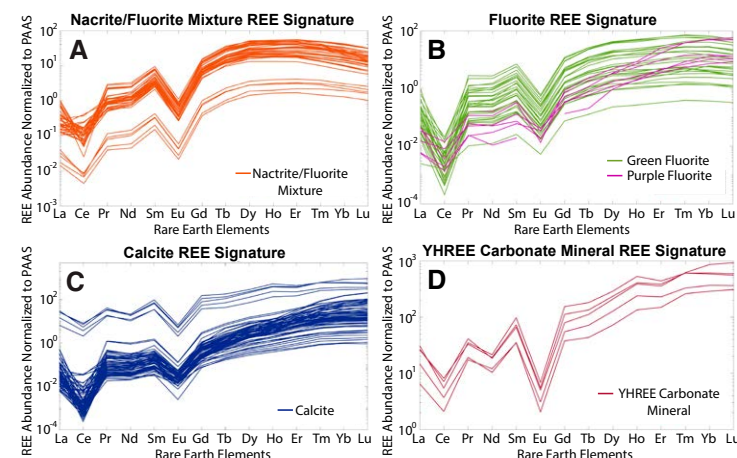 Nacrite/Fluorite Mixture REE Signature
A
REE Abundance Normalized to PAAS
10^2
10^1
10^0
10^-1
10^-2
10^-3
Nactrite/Fluorite
Mixture
La Ce Pr Nd Sm Eu Gd Tb Dy Ho Er Tm Yb Lu
Rare Earth Elements
Fluorite REE Signature
B
REE Abundance Normalized to PAAS
10^2
10^0
10^-2
10^-4
Green Fluorite
Purple Fluorite
La Ce Pr Nd Sm Eu Gd Tb Dy Ho Er Tm Yb Lu
Rare Earth Elements
Calcite REE Signature
C
REE Abundance Normalized to PAAS
10^2
10^0
10^-2
10^-4
Calcite
La Ce Pr Nd Sm Eu Gd Tb Dy Ho Er Tm Yb Lu
Rare Earth Elements
YHREE Carbonate Mineral REE Signature
D
REE Abundance Normalized to PAAS
10^3
10^2
10^1
10^0
YHREE Carbonate
Mineral
La Ce Pr Nd Sm Eu Gd Tb Dy Ho Er Tm Yb Lu
Rare Earth Elements